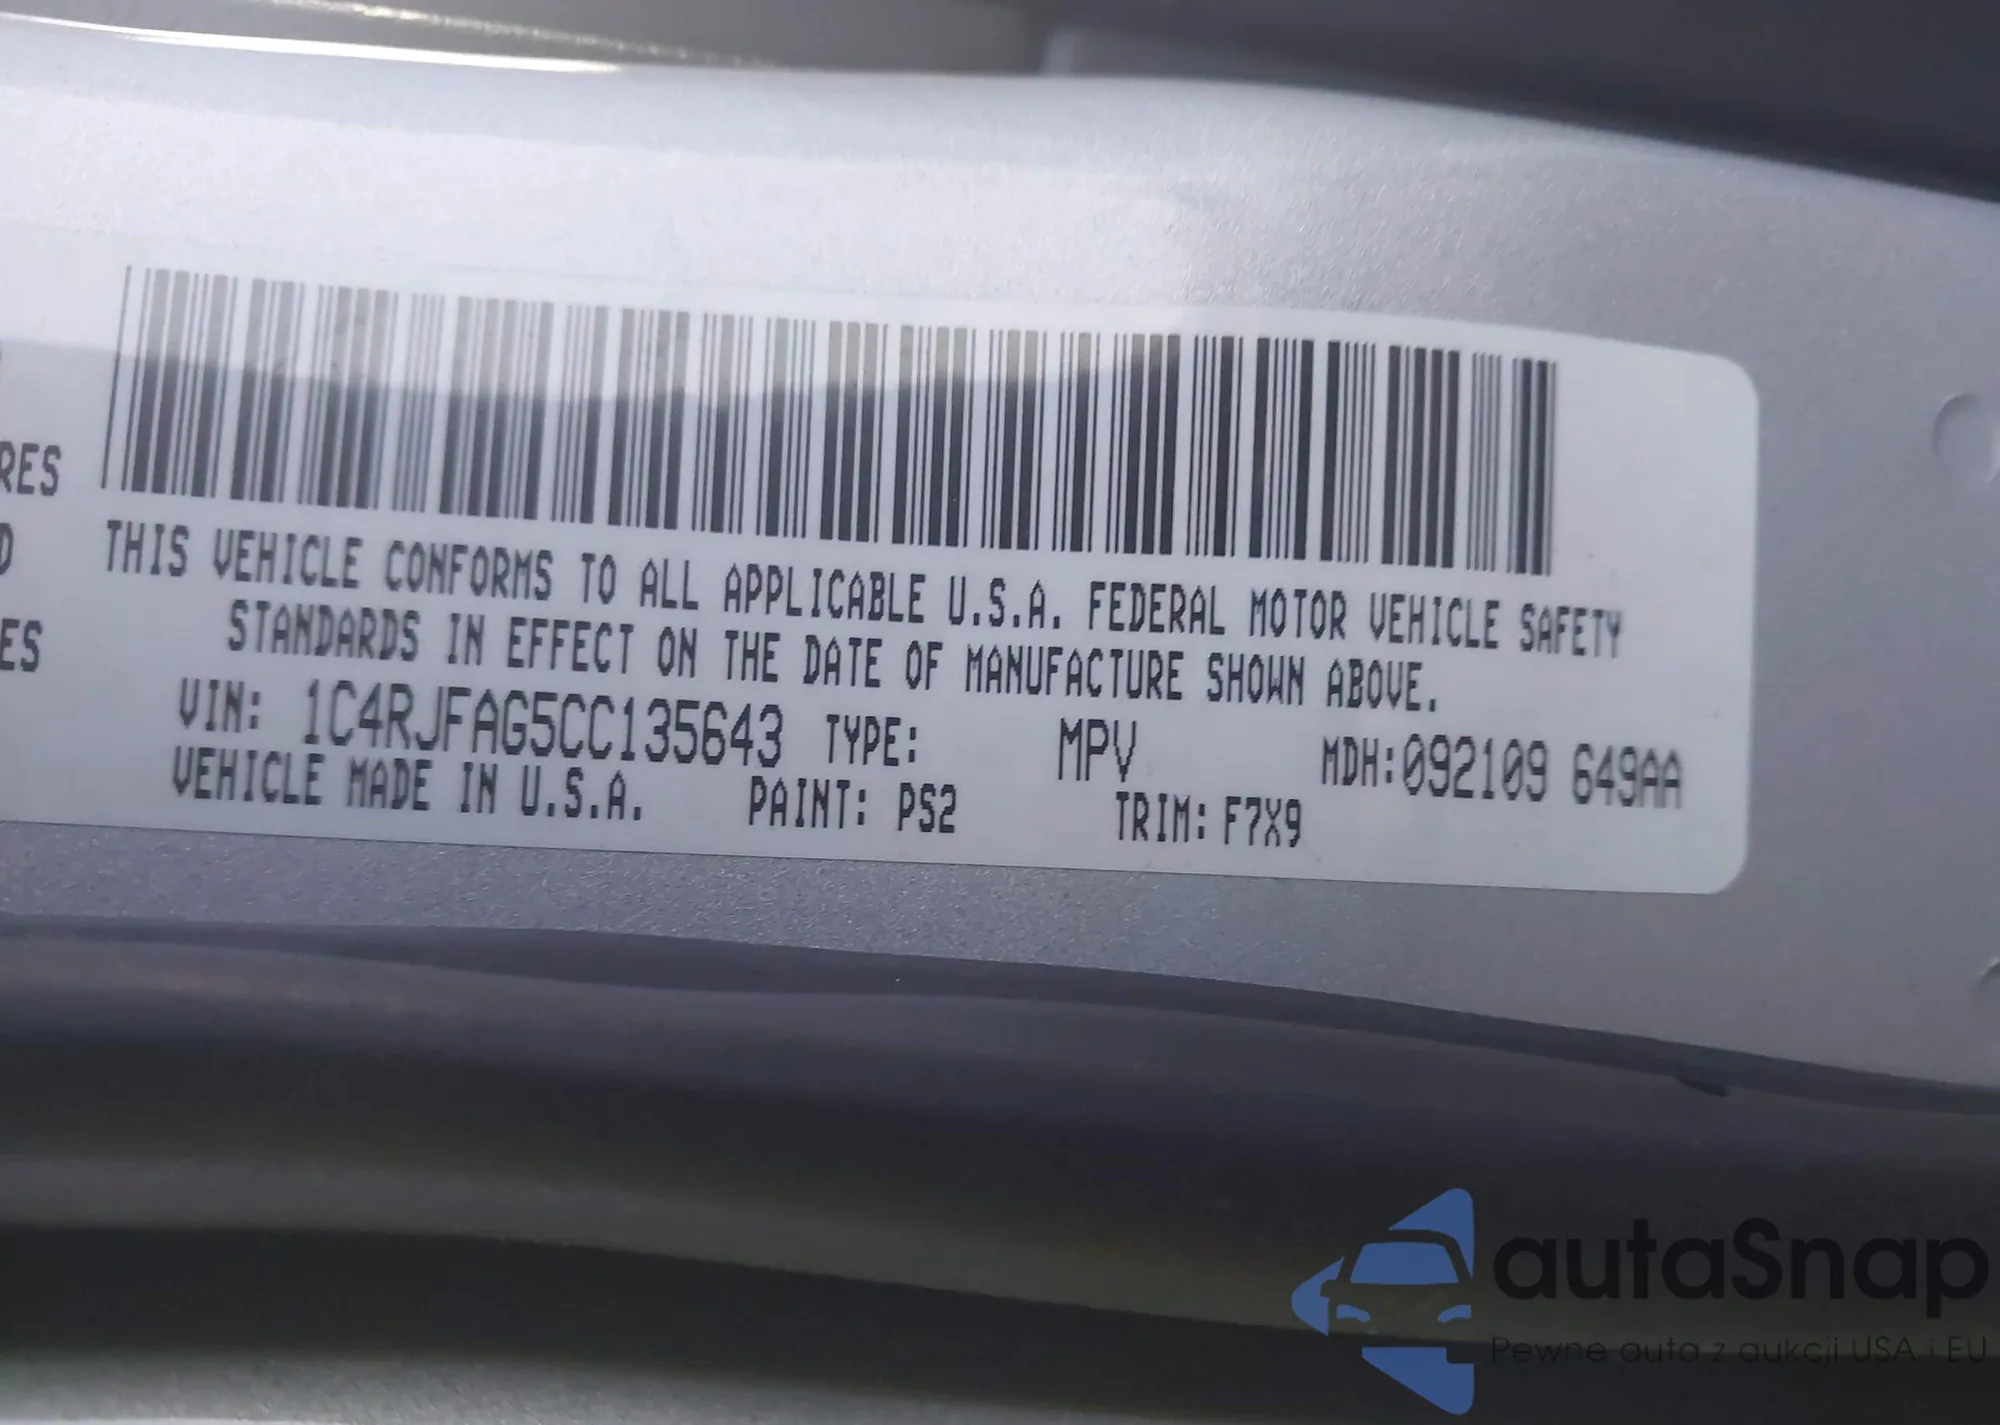 RES
D
ES
THIS VEHICLE CONFORMS TO ALL APPLICABLE U.S.A. FEDERAL MOTOR VEHICLE SAFETY
STANDARDS IN EFFECT ON THE DATE OF MANUFACTURE SHOWN ABOVE.
VIN: 1C4RJFAG5CC135643 TYPE: MPV MDH:092109 649AA
VEHICLE MADE IN U.S.A. PAINT: PS2 TRIM: F7X9
autaSnap
Pewne auta z aukcji USA i EU